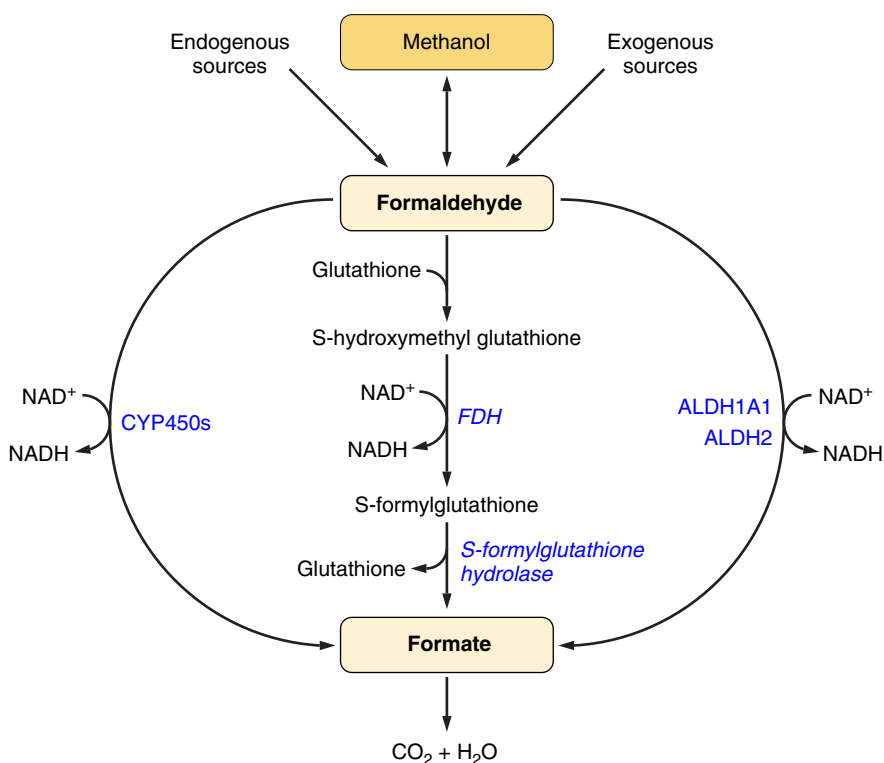 Endogenous
sources
Methanol
Exogenous
sources
Formaldehyde
Glutathione
S-hydroxymethyl glutathione
NAD⁺
CYP450s
NADH
NAD⁺
FDH
NADH
ALDH1A1
ALDH2
NAD⁺
NADH
S-formylglutathione
Glutathione
S-formylglutathione
hydrolase
Formate
CO₂ + H₂O